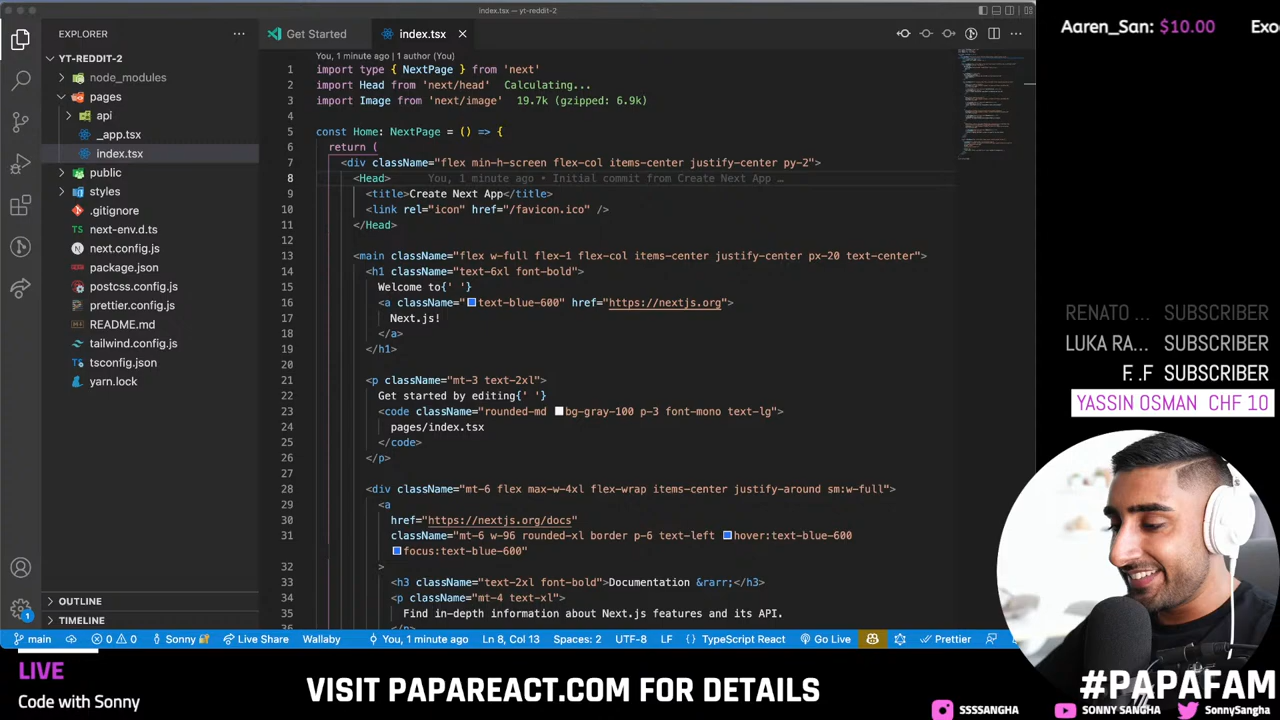 index.tsx — yt-reddit-2
Aaren_San: $10.00 Exo
EXPLORER
YT-REDDIT-2
node_modules
pages
api
_app.tsx
index.tsx
public
styles
.gitignore
next-env.d.ts
next.config.js
package.json
postcss.config.js
prettier.config.js
README.md
tailwind.config.js
tsconfig.json
yarn.lock
OUTLINE
TIMELINE
Get Started
index.tsx
You, 1 minute ago | 1 author (You)
import type { NextPage } from 'next'
import Head from 'next/head' Calculating...
import Image from 'next/image' 16.7k (gzipped: 6.9k)
5 const Home: NextPage = () => {
6 return (
<div className="flex min-h-screen flex-col items-center justify-center py-2">
8 <Head> You, 1 minute ago • Initial commit from Create Next App …
9 <title>Create Next App</title>
10 <link rel="icon" href="/favicon.ico" />
11 </Head>
12
13 <main className="flex w-full flex-1 flex-col items-center justify-center px-20 text-center">
14 <h1 className="text-6xl font-bold">
15 Welcome to{' '}
16 <a className="text-blue-600" href="https://nextjs.org">
17 Next.js!
18 </a>
19 </h1>
20
21 <p className="mt-3 text-2xl">
22 Get started by editing{' '}
23 <code className="rounded-md bg-gray-100 p-3 font-mono text-lg">
24 pages/index.tsx
25 </code>
26 </p>
27
28 <div className="mt-6 flex max-w-4xl flex-wrap items-center justify-around sm:w-full">
29 <a
30 href="https://nextjs.org/docs"
31 className="mt-6 w-96 rounded-xl border p-6 text-left hover:text-blue-600
focus:text-blue-600"
32 >
33 <h3 className="text-2xl font-bold">Documentation &rarr;</h3>
34 <p className="mt-4 text-xl">
35 Find in-depth information about Next.js features and its API.
1
main 0 0 Sonny Live Share Wallaby You, 1 minute ago Ln 8, Col 13 Spaces: 2 UTF-8 LF {} TypeScript React Go Live Prettier
RENATO ... SUBSCRIBER
LUKA RA... SUBSCRIBER
F. .F SUBSCRIBER
YASSIN OSMAN CHF 10
LIVE
Code with Sonny
VISIT PAPAREACT.COM FOR DETAILS
#PAPAFAM
SSSSANGHA SONNY SANGHA SonnySangha